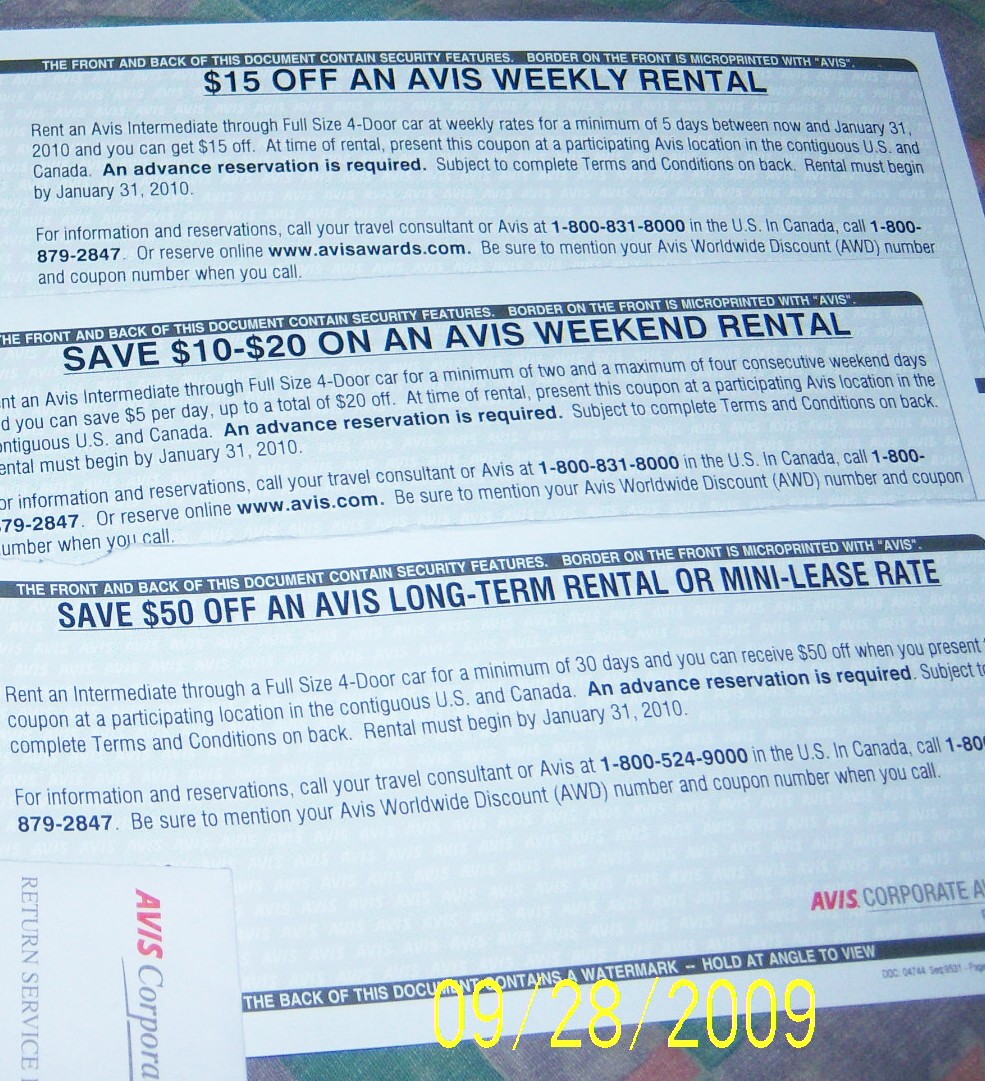 THE FRONT AND BACK OF THIS DOCUMENT CONTAIN SECURITY FEATURES. BORDER ON THE FRONT IS MICROPRINTED WITH "AVIS".
$15 OFF AN AVIS WEEKLY RENTAL
Rent an Avis Intermediate through Full Size 4-Door car at weekly rates for a minimum of 5 days between now and January 31,
2010 and you can get $15 off. At time of rental, present this coupon at a participating Avis location in the contiguous U.S. and
Canada. An advance reservation is required. Subject to complete Terms and Conditions on back. Rental must begin
by January 31, 2010.
For information and reservations, call your travel consultant or Avis at 1-800-831-8000 in the U.S. In Canada, call 1-800-
879-2847. Or reserve online www.avisawards.com. Be sure to mention your Avis Worldwide Discount (AWD) number
and coupon number when you call.
HE FRONT AND BACK OF THIS DOCUMENT CONTAIN SECURITY FEATURES. BORDER ON THE FRONT IS MICROPRINTED WITH "AVIS".
SAVE $10-$20 ON AN AVIS WEEKEND RENTAL
nt an Avis Intermediate through Full Size 4-Door car for a minimum of two and a maximum of four consecutive weekend days
d you can save $5 per day, up to a total of $20 off. At time of rental, present this coupon at a participating Avis location in the
ontiguous U.S. and Canada. An advance reservation is required. Subject to complete Terms and Conditions on back.
ental must begin by January 31, 2010.
or information and reservations, call your travel consultant or Avis at 1-800-831-8000 in the U.S. In Canada, call 1-800-
79-2847. Or reserve online www.avis.com. Be sure to mention your Avis Worldwide Discount (AWD) number and coupon
umber when you call.
THE FRONT AND BACK OF THIS DOCUMENT CONTAIN SECURITY FEATURES. BORDER ON THE FRONT IS MICROPRINTED WITH "AVIS".
SAVE $50 OFF AN AVIS LONG-TERM RENTAL OR MINI-LEASE RATE
Rent an Intermediate through a Full Size 4-Door car for a minimum of 30 days and you can receive $50 off when you present
coupon at a participating location in the contiguous U.S. and Canada. An advance reservation is required. Subject to
complete Terms and Conditions on back. Rental must begin by January 31, 2010.
For information and reservations, call your travel consultant or Avis at 1-800-524-9000 in the U.S. In Canada, call 1-80
879-2847. Be sure to mention your Avis Worldwide Discount (AWD) number and coupon number when you call.
AVIS CORPORATE A
THE BACK OF THIS DOCUMENT CONTAINS A WATERMARK -- HOLD AT ANGLE TO VIEW
DOC: 04744
AVIS Corpora
RETURN SERVICE
09/28/2009